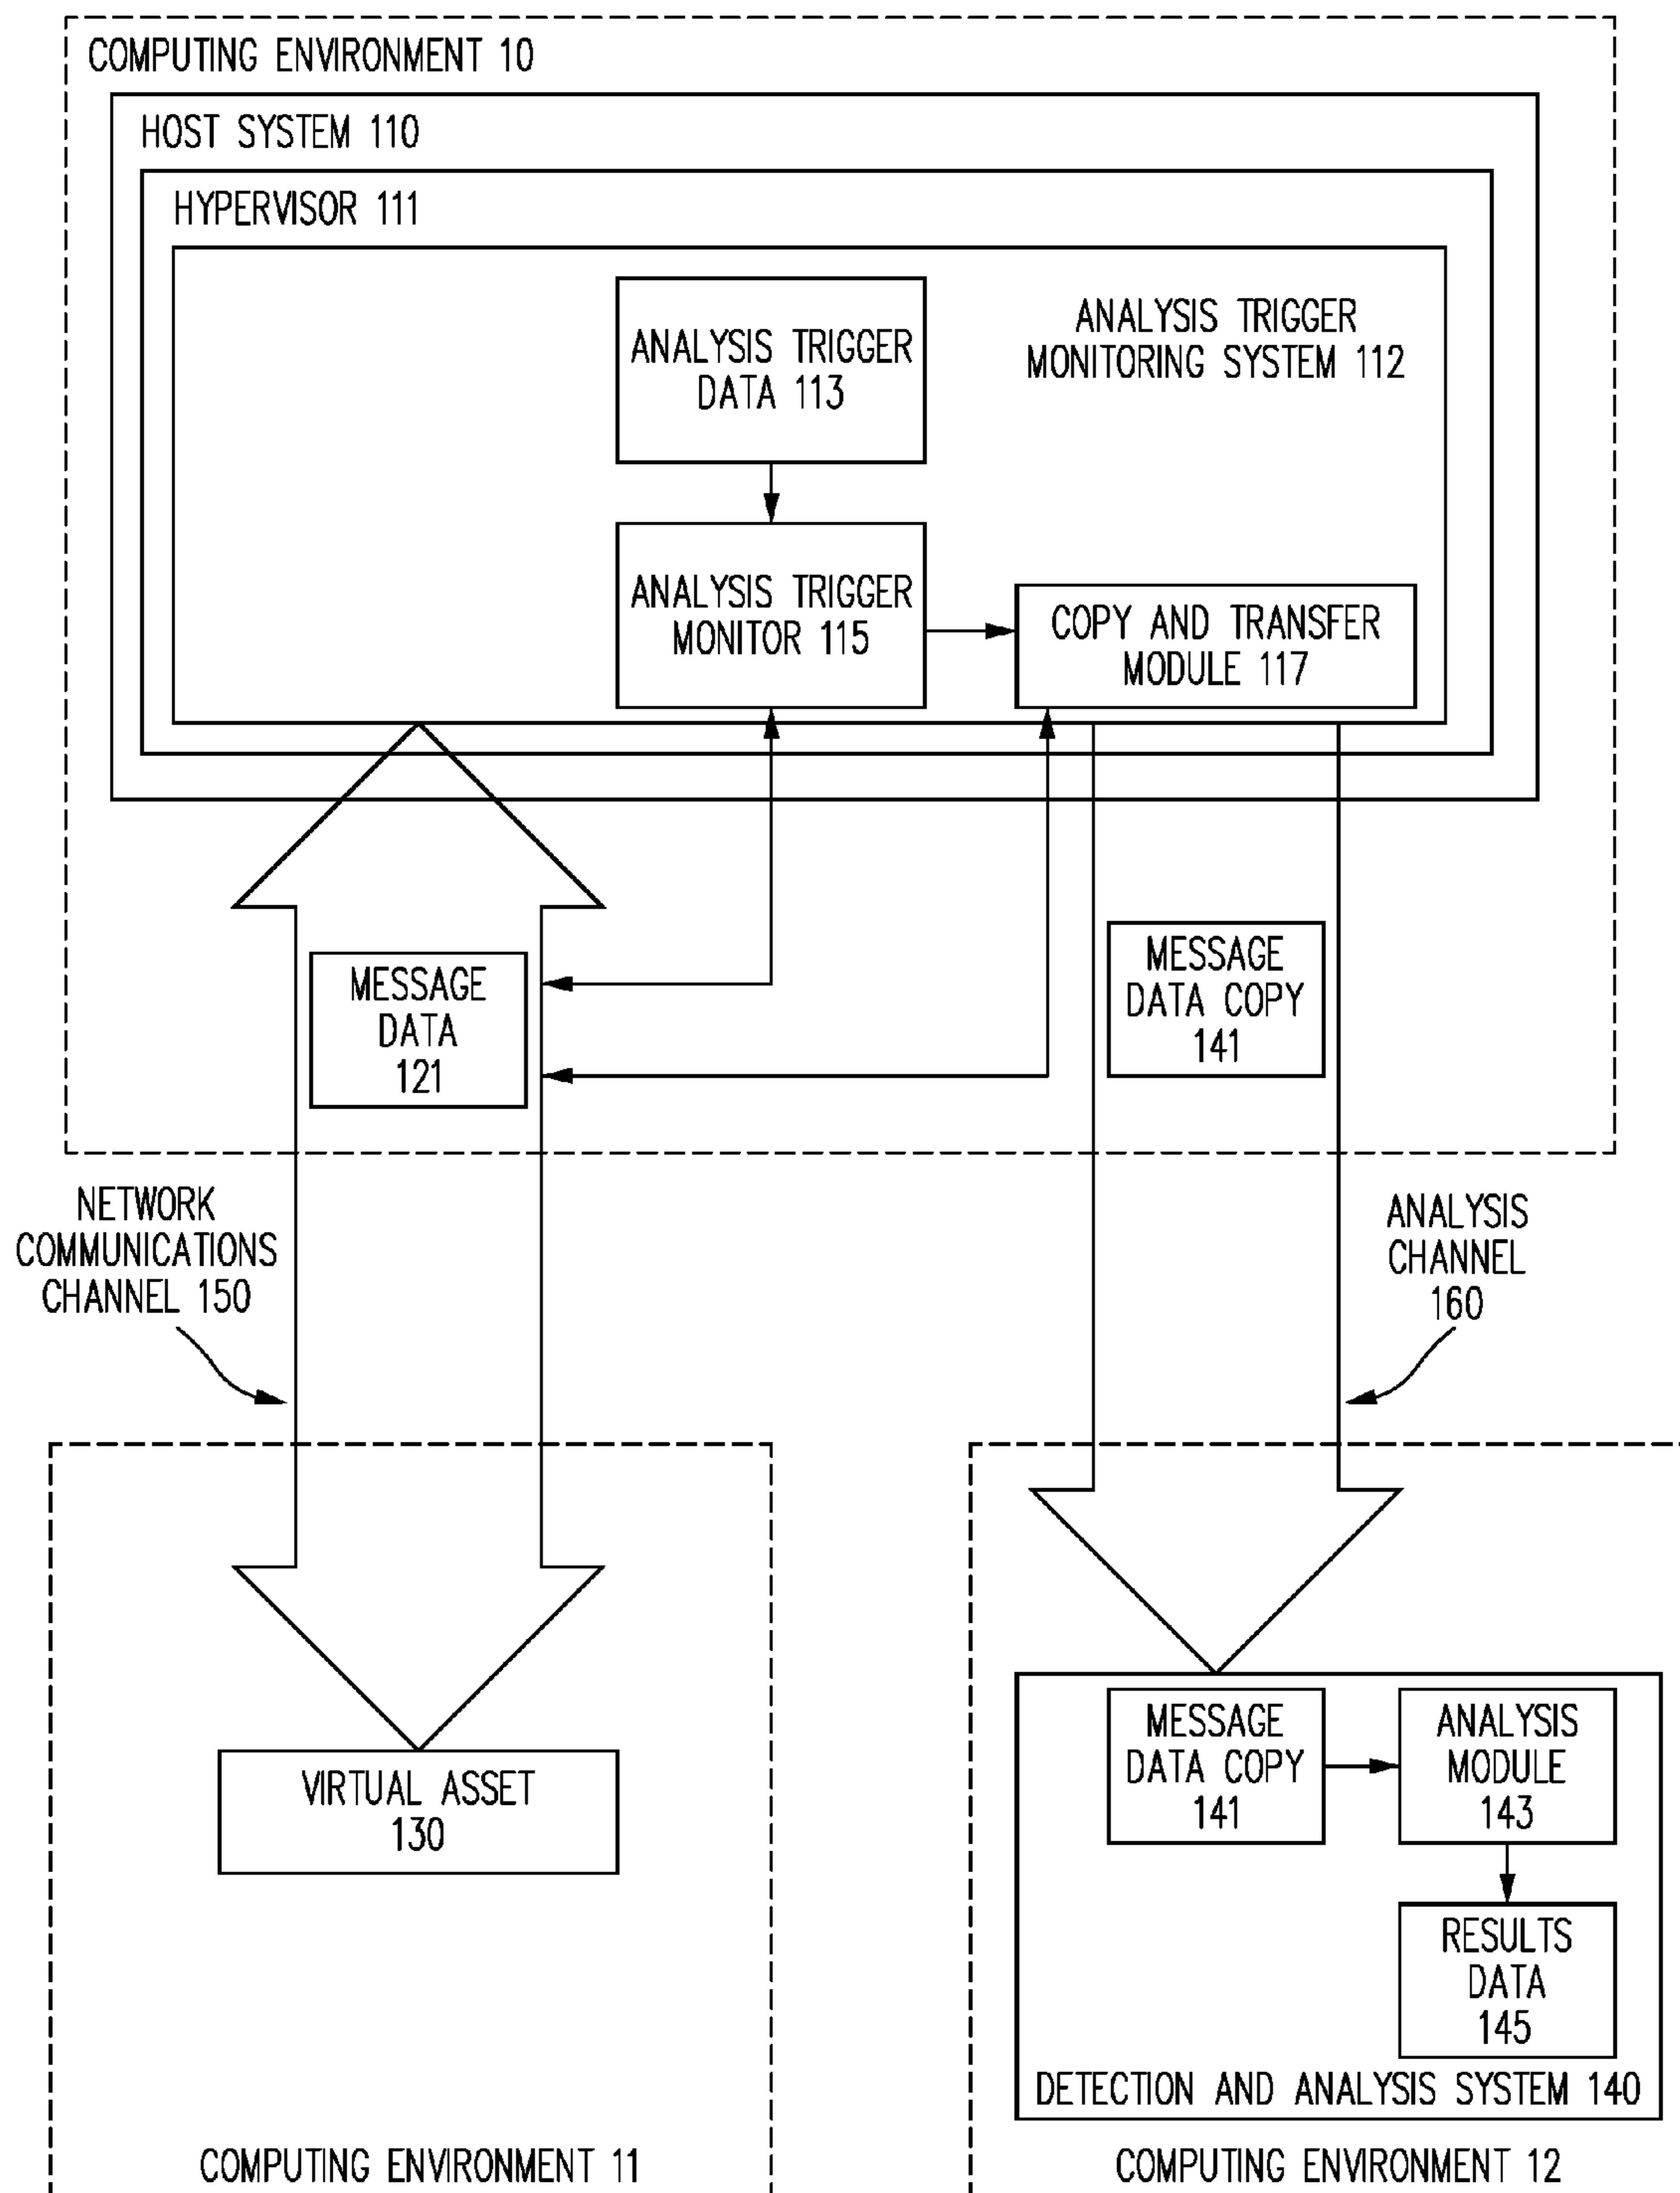 COMPUTING ENVIRONMENT 10
HOST SYSTEM 110
HYPERVISOR 111
ANALYSIS TRIGGER
DATA 113
ANALYSIS TRIGGER
MONITORING SYSTEM 112
ANALYSIS TRIGGER
MONITOR 115
COPY AND TRANSFER
MODULE 117
MESSAGE
DATA
121
MESSAGE
DATA COPY
141
NETWORK
COMMUNICATIONS
CHANNEL 150
ANALYSIS
CHANNEL
160
VIRTUAL ASSET
130
MESSAGE
DATA COPY
141
ANALYSIS
MODULE
143
RESULTS
DATA
145
DETECTION AND ANALYSIS SYSTEM 140
COMPUTING ENVIRONMENT 11
COMPUTING ENVIRONMENT 12